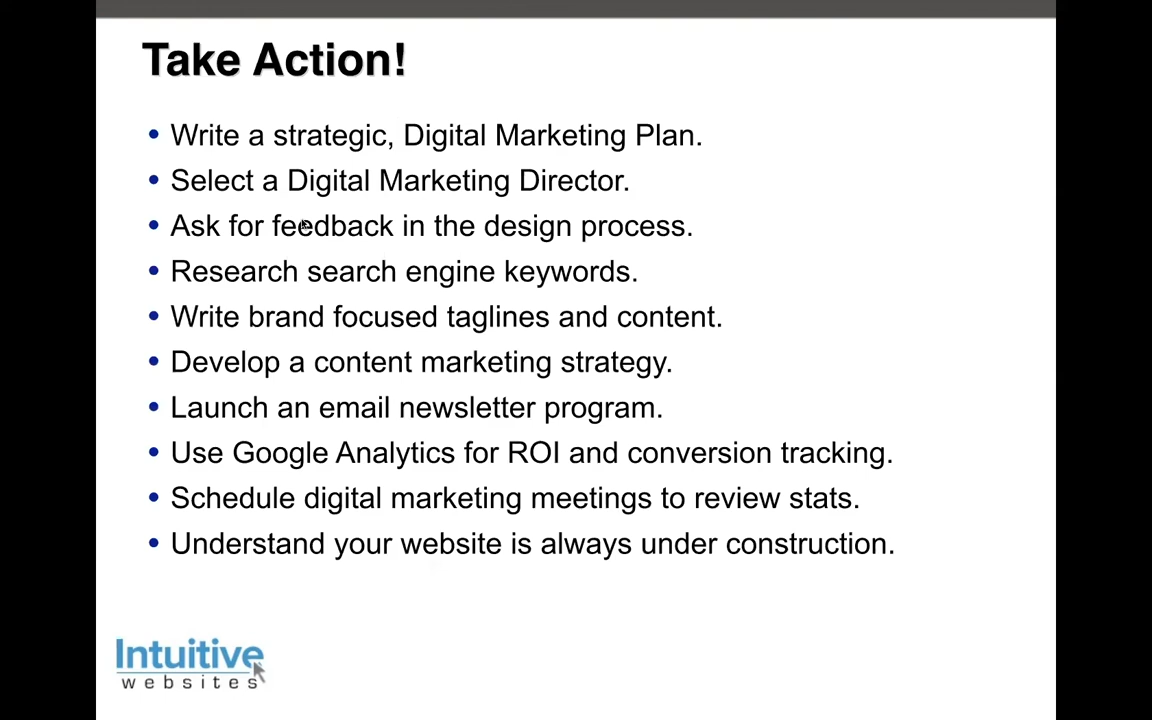 Take Action!
• Write a strategic, Digital Marketing Plan.
• Select a Digital Marketing Director.
• Ask for feedback in the design process.
• Research search engine keywords.
• Write brand focused taglines and content.
• Develop a content marketing strategy.
• Launch an email newsletter program.
• Use Google Analytics for ROI and conversion tracking.
• Schedule digital marketing meetings to review stats.
• Understand your website is always under construction.
Intuitive
websites